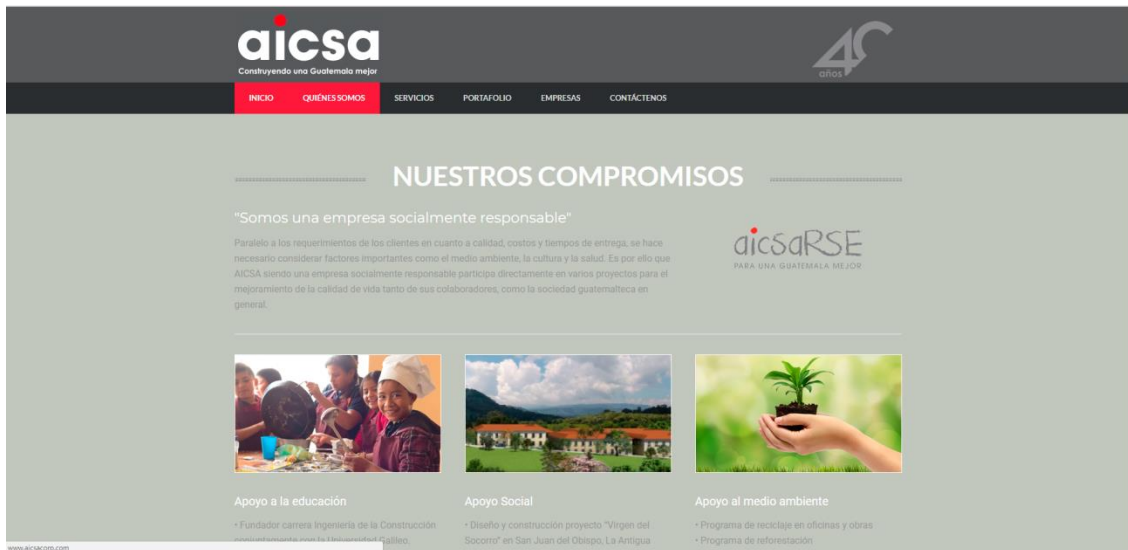 aicsa
Construyendo una Guatemala mejor
40
años
INICIO QUIÉNES SOMOS SERVICIOS PORTAFOLIO EMPRESAS CONTÁCTENOS
NUESTROS COMPROMISOS
"Somos una empresa socialmente responsable"
Paralelo a los requerimientos de los clientes en cuanto a calidad, costos y tiempos de entrega, se hace
necesario considerar factores importantes como el medio ambiente, la cultura y la salud. Es por ello que
AICSA siendo una empresa socialmente responsable participa directamente en varios proyectos para el
mejoramiento de la calidad de vida tanto de sus colaboradores, como la sociedad guatemalteca en
general.
aicsaRSE
PARA UNA GUATEMALA MEJOR
Apoyo a la educación
• Fundador carrera Ingeniería de la Construcción
conjuntamente con la Universidad Galileo.
Apoyo Social
• Diseño y construcción proyecto "Virgen del
Socorro" en San Juan del Obispo, La Antigua
Apoyo al medio ambiente
• Programa de reciclaje en oficinas y obras
• Programa de reforestación
www.aicsacom.com